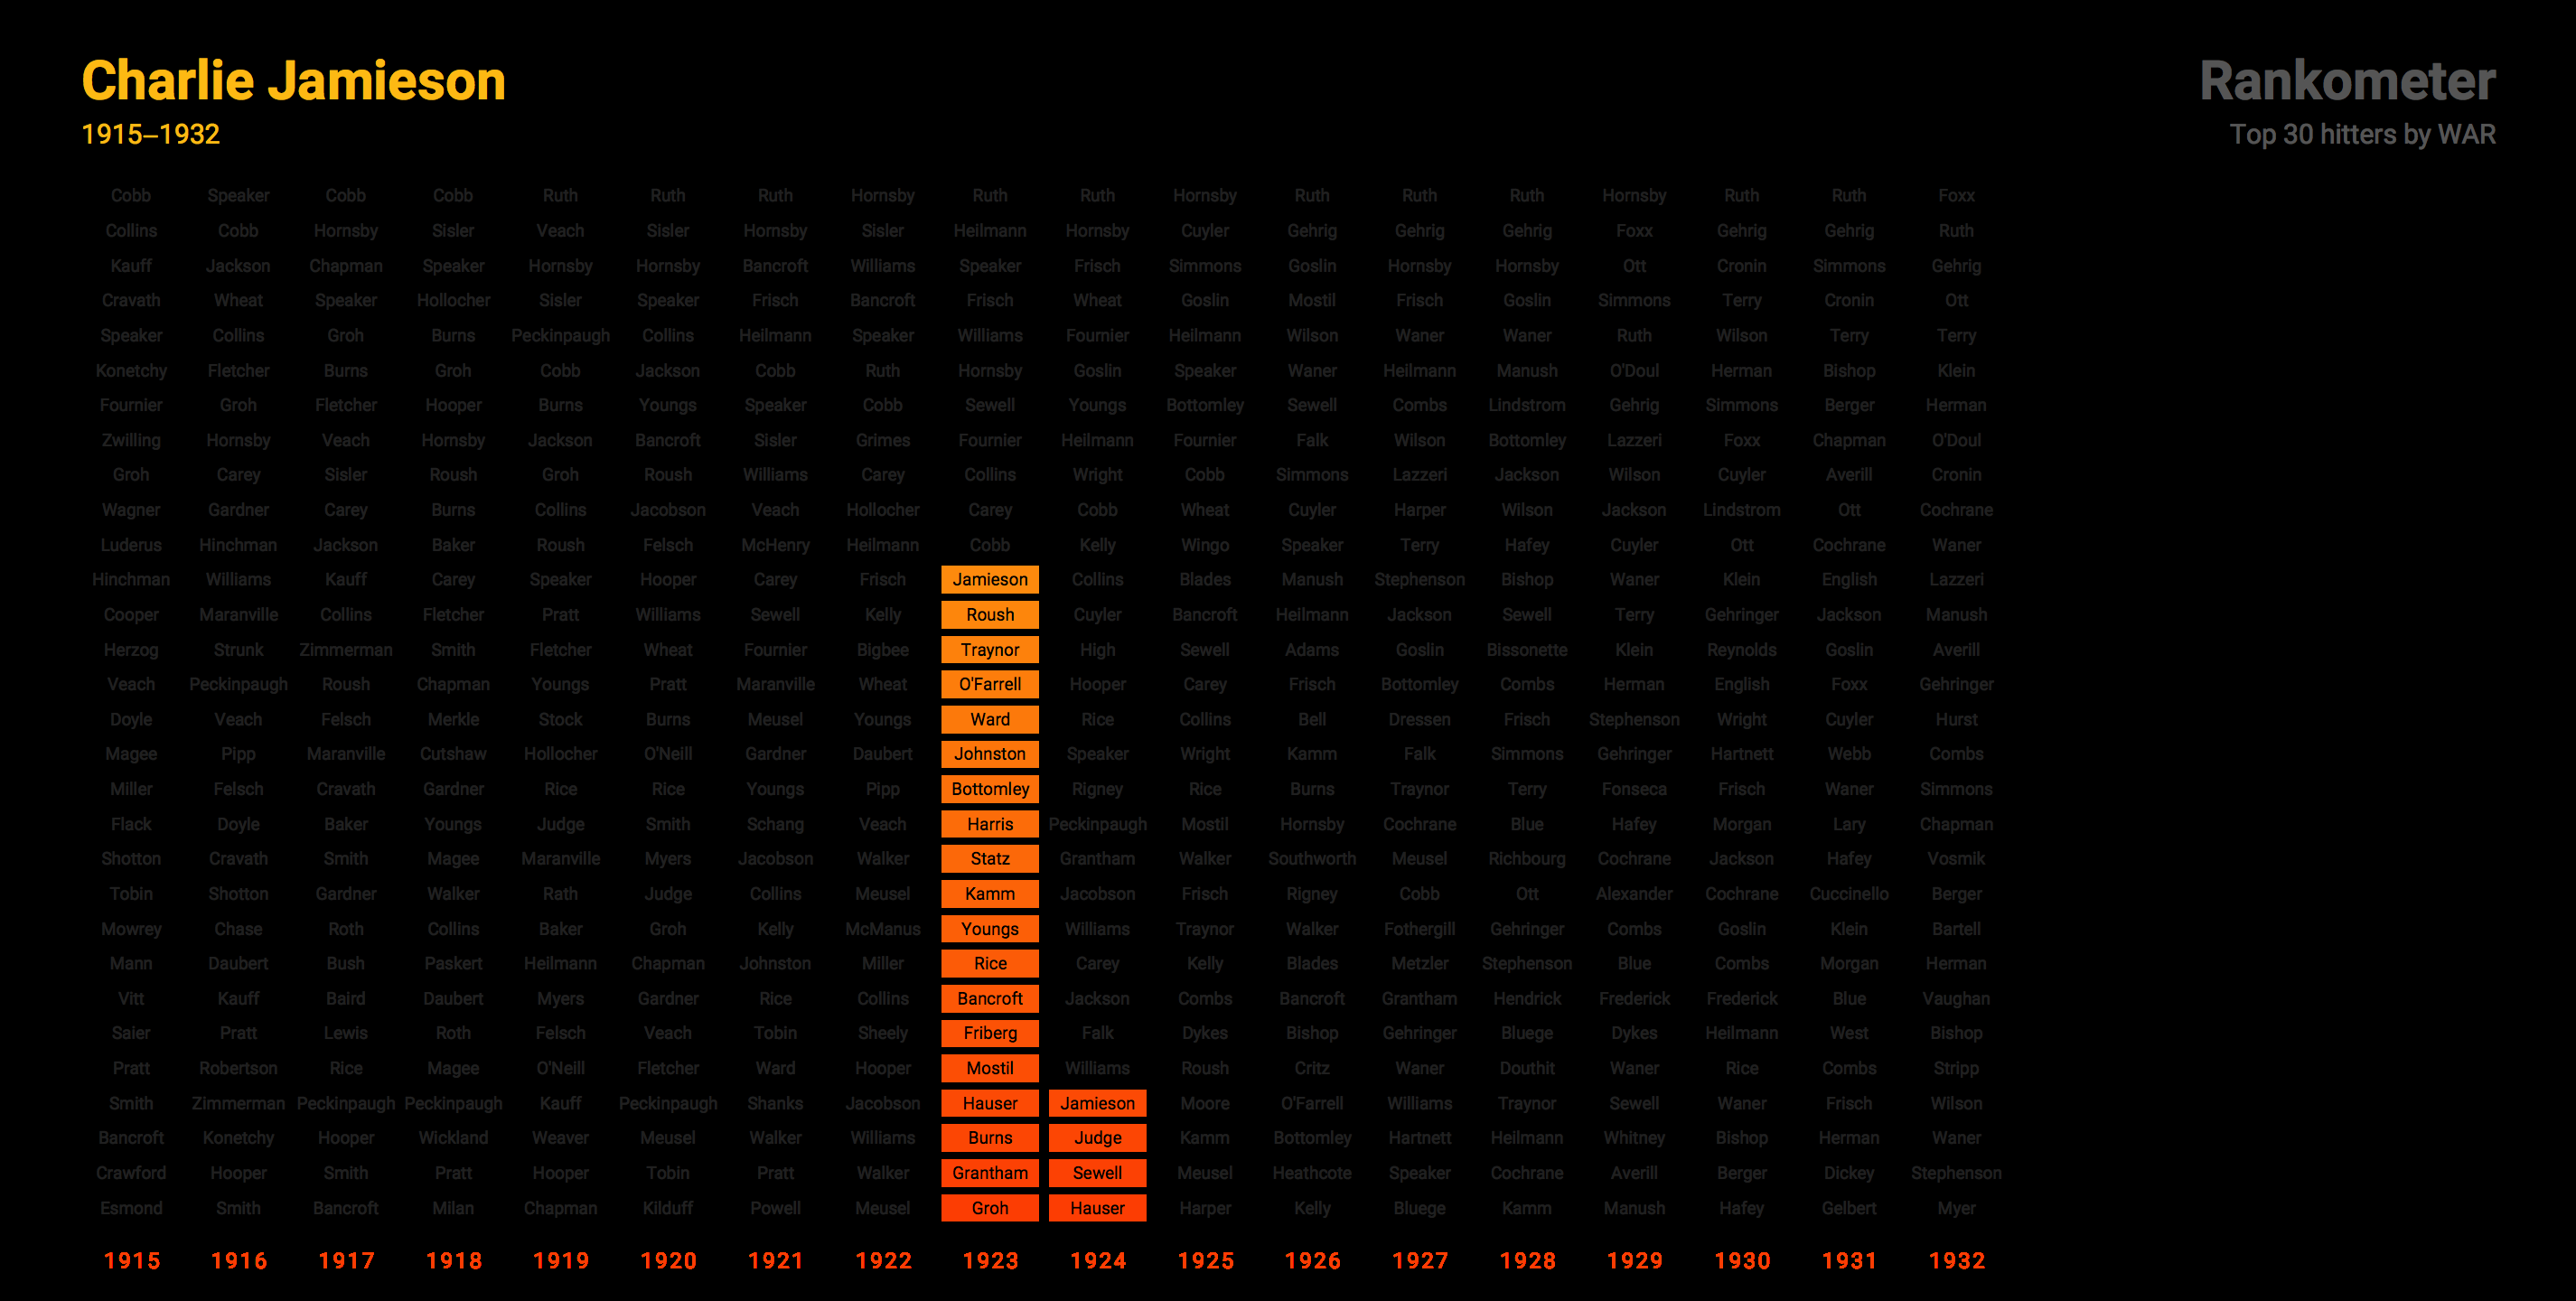 Charlie Jamieson Rankometer
1915–1932 Top 30 hitters by WAR
Cobb Speaker Cobb Cobb Ruth Ruth Ruth Hornsby Ruth Ruth Hornsby Ruth Ruth Ruth Hornsby Ruth Ruth Foxx
Collins Cobb Hornsby Sisler Veach Sisler Hornsby Sisler Heilmann Hornsby Cuyler Gehrig Gehrig Gehrig Foxx Gehrig Gehrig Ruth
Kauff Jackson Chapman Speaker Hornsby Hornsby Bancroft Williams Speaker Frisch Simmons Goslin Hornsby Hornsby Ott Cronin Simmons Gehrig
Cravath Wheat Speaker Hollocher Sisler Speaker Frisch Bancroft Frisch Wheat Goslin Mostil Frisch Goslin Simmons Terry Cronin Ott
Speaker Collins Groh Burns Peckinpaugh Collins Heilmann Speaker Williams Fournier Heilmann Wilson Waner Waner Ruth Wilson Terry Terry
Konetchy Fletcher Burns Groh Cobb Jackson Cobb Ruth Hornsby Goslin Speaker Waner Heilmann Manush O'Doul Herman Bishop Klein
Fournier Groh Fletcher Hooper Burns Youngs Speaker Cobb Sewell Youngs Bottomley Sewell Combs Lindstrom Gehrig Simmons Berger Herman
Zwilling Hornsby Veach Hornsby Jackson Bancroft Sisler Grimes Fournier Heilmann Fournier Falk Wilson Bottomley Lazzeri Foxx Chapman O'Doul
Groh Carey Sisler Roush Groh Roush Williams Carey Collins Wright Cobb Simmons Lazzeri Jackson Wilson Cuyler Averill Cronin
Wagner Gardner Carey Burns Collins Jacobson Veach Hollocher Carey Cobb Wheat Cuyler Harper Wilson Jackson Lindstrom Ott Cochrane
Luderus Hinchman Jackson Baker Roush Felsch McHenry Heilmann Cobb Kelly Wingo Speaker Terry Hafey Cuyler Ott Cochrane Waner
Hinchman Williams Kauff Carey Speaker Hooper Carey Frisch Jamieson Collins Blades Manush Stephenson Bishop Waner Klein English Lazzeri
Cooper Maranville Collins Fletcher Pratt Williams Sewell Kelly Roush Cuyler Bancroft Heilmann Jackson Sewell Terry Gehringer Jackson Manush
Herzog Strunk Zimmerman Smith Fletcher Wheat Fournier Bigbee Traynor High Sewell Adams Goslin Bissonette Klein Reynolds Goslin Averill
Veach Peckinpaugh Roush Chapman Youngs Pratt Maranville Wheat O'Farrell Hooper Carey Frisch Bottomley Combs Herman English Foxx Gehringer
Doyle Veach Felsch Merkle Stock Burns Meusel Youngs Ward Rice Collins Bell Dressen Frisch Stephenson Wright Cuyler Hurst
Magee Pipp Maranville Cutshaw Hollocher O'Neill Gardner Daubert Johnston Speaker Wright Kamm Falk Simmons Gehringer Hartnett Webb Combs
Miller Felsch Cravath Gardner Rice Rice Youngs Pipp Bottomley Rigney Rice Burns Traynor Terry Fonseca Frisch Waner Simmons
Flack Doyle Baker Youngs Judge Smith Schang Veach Harris Peckinpaugh Mostil Hornsby Cochrane Blue Hafey Morgan Lary Chapman
Shotton Cravath Smith Magee Maranville Myers Jacobson Walker Statz Grantham Walker Southworth Meusel Richbourg Cochrane Jackson Hafey Vosmik
Tobin Shotton Gardner Walker Rath Judge Collins Meusel Kamm Jacobson Frisch Rigney Cobb Ott Alexander Cochrane Cuccinello Berger
Mowrey Chase Roth Collins Baker Groh Kelly McManus Youngs Williams Traynor Walker Fothergill Gehringer Combs Goslin Klein Bartell
Mann Daubert Bush Paskert Heilmann Chapman Johnston Miller Rice Carey Kelly Blades Metzler Stephenson Blue Combs Morgan Herman
Vitt Kauff Baird Daubert Myers Gardner Rice Collins Bancroft Jackson Combs Bancroft Grantham Hendrick Frederick Frederick Blue Vaughan
Saier Pratt Lewis Roth Felsch Veach Tobin Sheely Friberg Falk Dykes Bishop Gehringer Bluege Dykes Heilmann West Bishop
Pratt Robertson Rice Magee O'Neill Fletcher Ward Hooper Mostil Williams Roush Critz Waner Douthit Waner Rice Combs Stripp
Smith Zimmerman Peckinpaugh Peckinpaugh Kauff Peckinpaugh Shanks Jacobson Hauser Jamieson Moore O'Farrell Williams Traynor Sewell Waner Frisch Wilson
Bancroft Konetchy Hooper Wickland Weaver Meusel Walker Williams Burns Judge Kamm Bottomley Hartnett Heilmann Whitney Bishop Herman Waner
Crawford Hooper Smith Pratt Hooper Tobin Pratt Walker Grantham Sewell Meusel Heathcote Speaker Cochrane Averill Berger Dickey Stephenson
Esmond Smith Bancroft Milan Chapman Kilduff Powell Meusel Groh Hauser Harper Kelly Bluege Kamm Manush Hafey Gelbert Myer
1915 1916 1917 1918 1919 1920 1921 1922 1923 1924 1925 1926 1927 1928 1929 1930 1931 1932